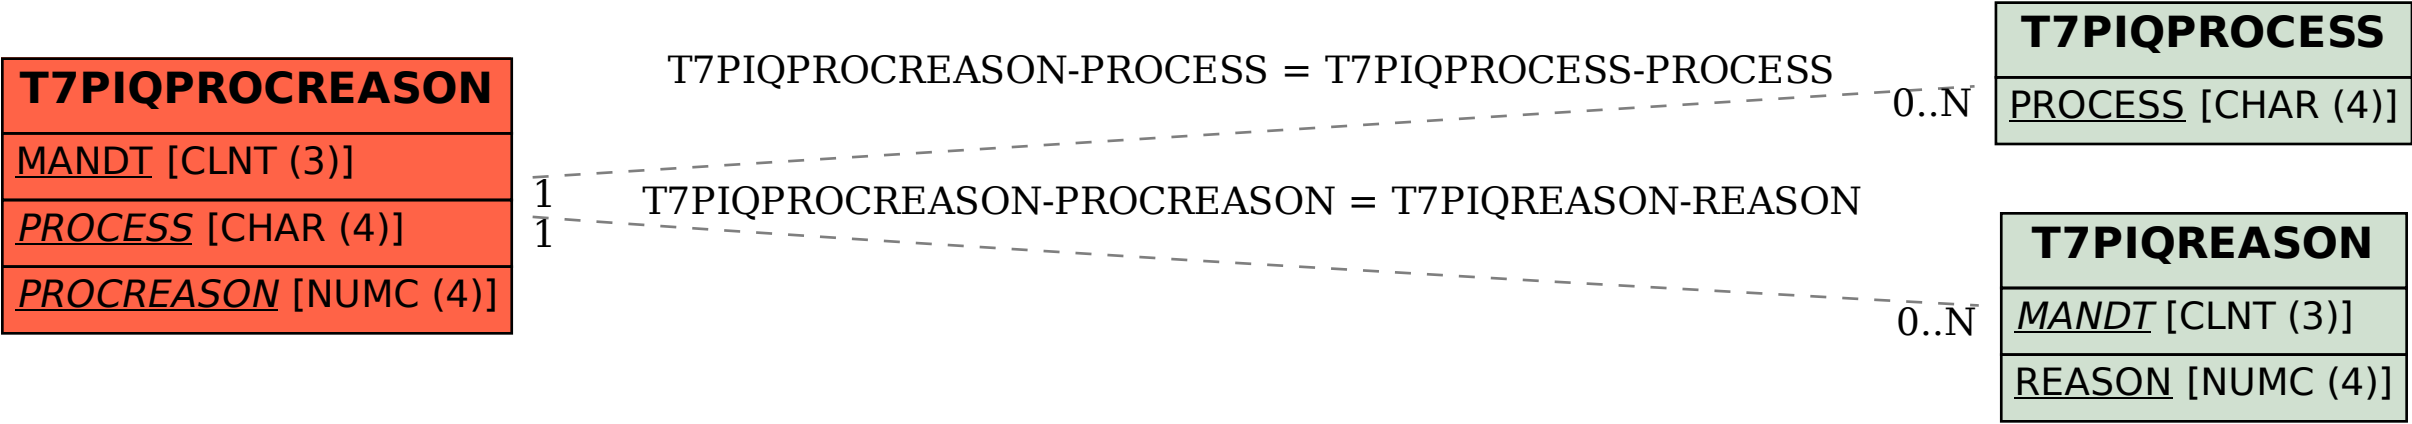 T7PIQPROCREASON
MANDT [CLNT (3)]
PROCESS [CHAR (4)]
PROCREASON [NUMC (4)]
T7PIQPROCREASON-PROCESS = T7PIQPROCESS-PROCESS
0..N
1
T7PIQPROCREASON-PROCREASON = T7PIQREASON-REASON
1
0..N
T7PIQPROCESS
PROCESS [CHAR (4)]
T7PIQREASON
MANDT [CLNT (3)]
REASON [NUMC (4)]